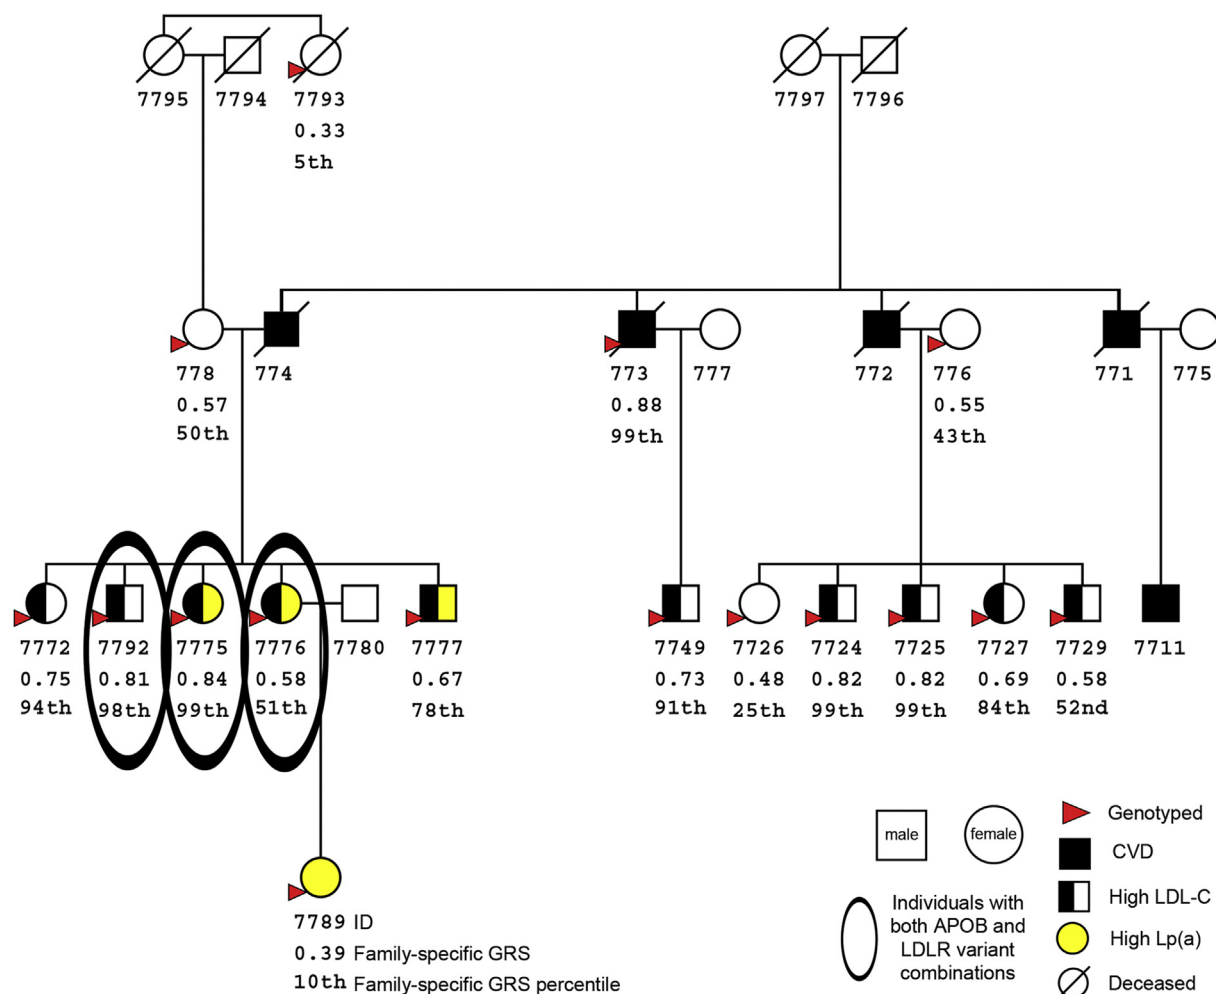 7795 7794 7793
0.33
5th
7797 7796
778 774
0.57
50th
773 777
0.88
99th
772 776
0.55
43th
771 775
7772 7792 7775 7776 7780 7777
0.75 0.81 0.84 0.58 0.67
94th 98th 99th 51th 78th
7749 7726 7724 7725 7727 7729 7711
0.73 0.48 0.82 0.82 0.69 0.58
91th 25th 99th 99th 84th 52nd
7789 ID
0.39 Family-specific GRS
10th Family-specific GRS percentile
male
female
Individuals with
both APOB and
LDLR variant
combinations
Genotyped
CVD
High LDL-C
High Lp(a)
Deceased